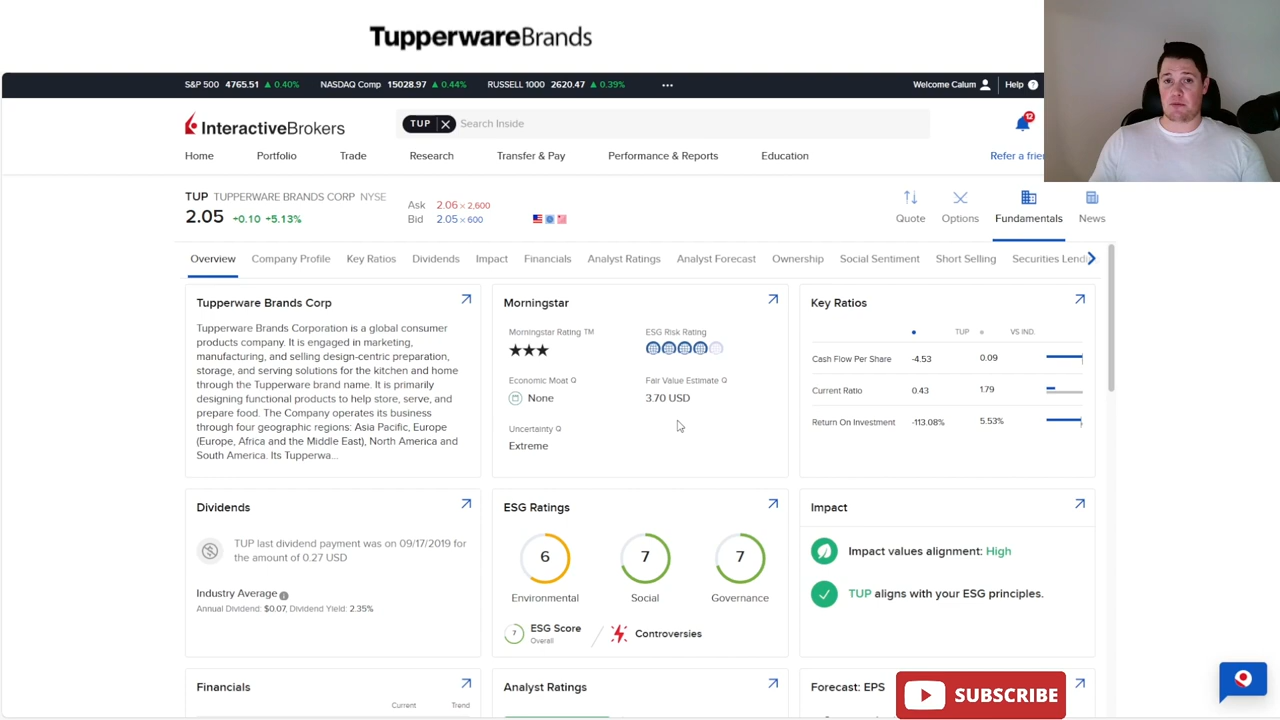 TupperwareBrands
S&P 500 4765.51 ▲ 0.40% NASDAQ Comp 15028.97 ▲ 0.44% RUSSELL 1000 2620.47 ▲ 0.39% ••• Welcome Calum Help ?
InteractiveBrokers TUP X Search Inside 12
Home Portfolio Trade Research Transfer & Pay Performance & Reports Education Refer a frie
TUP TUPPERWARE BRANDS CORP NYSE
2.05 +0.10 +5.13%
Ask 2.06 × 2,600
Bid 2.05 × 600
Quote Options Fundamentals News
Overview Company Profile Key Ratios Dividends Impact Financials Analyst Ratings Analyst Forecast Ownership Social Sentiment Short Selling Securities Lend
Tupperware Brands Corp
Tupperware Brands Corporation is a global consumer
products company. It is engaged in marketing,
manufacturing, and selling design-centric preparation,
storage, and serving solutions for the kitchen and home
through the Tupperware brand name. It is primarily
designing functional products to help store, serve, and
prepare food. The Company operates its business
through four geographic regions: Asia Pacific, Europe
(Europe, Africa and the Middle East), North America and
South America. Its Tupperwa...
Morningstar
Morningstar Rating TM ESG Risk Rating
★★★
Economic Moat Q Fair Value Estimate Q
None 3.70 USD
Uncertainty Q
Extreme
Key Ratios
TUP VS IND.
Cash Flow Per Share -4.53 0.09
Current Ratio 0.43 1.79
Return On Investment -113.08% 5.53%
Dividends
TUP last dividend payment was on 09/17/2019 for
the amount of 0.27 USD
Industry Average
Annual Dividend: $0.07, Dividend Yield: 2.35%
ESG Ratings
6 7 7
Environmental Social Governance
7 ESG Score
Overall
Controversies
Impact
Impact values alignment: High
TUP aligns with your ESG principles.
Financials
Current Trend
Analyst Ratings
Forecast: EPS
SUBSCRIBE